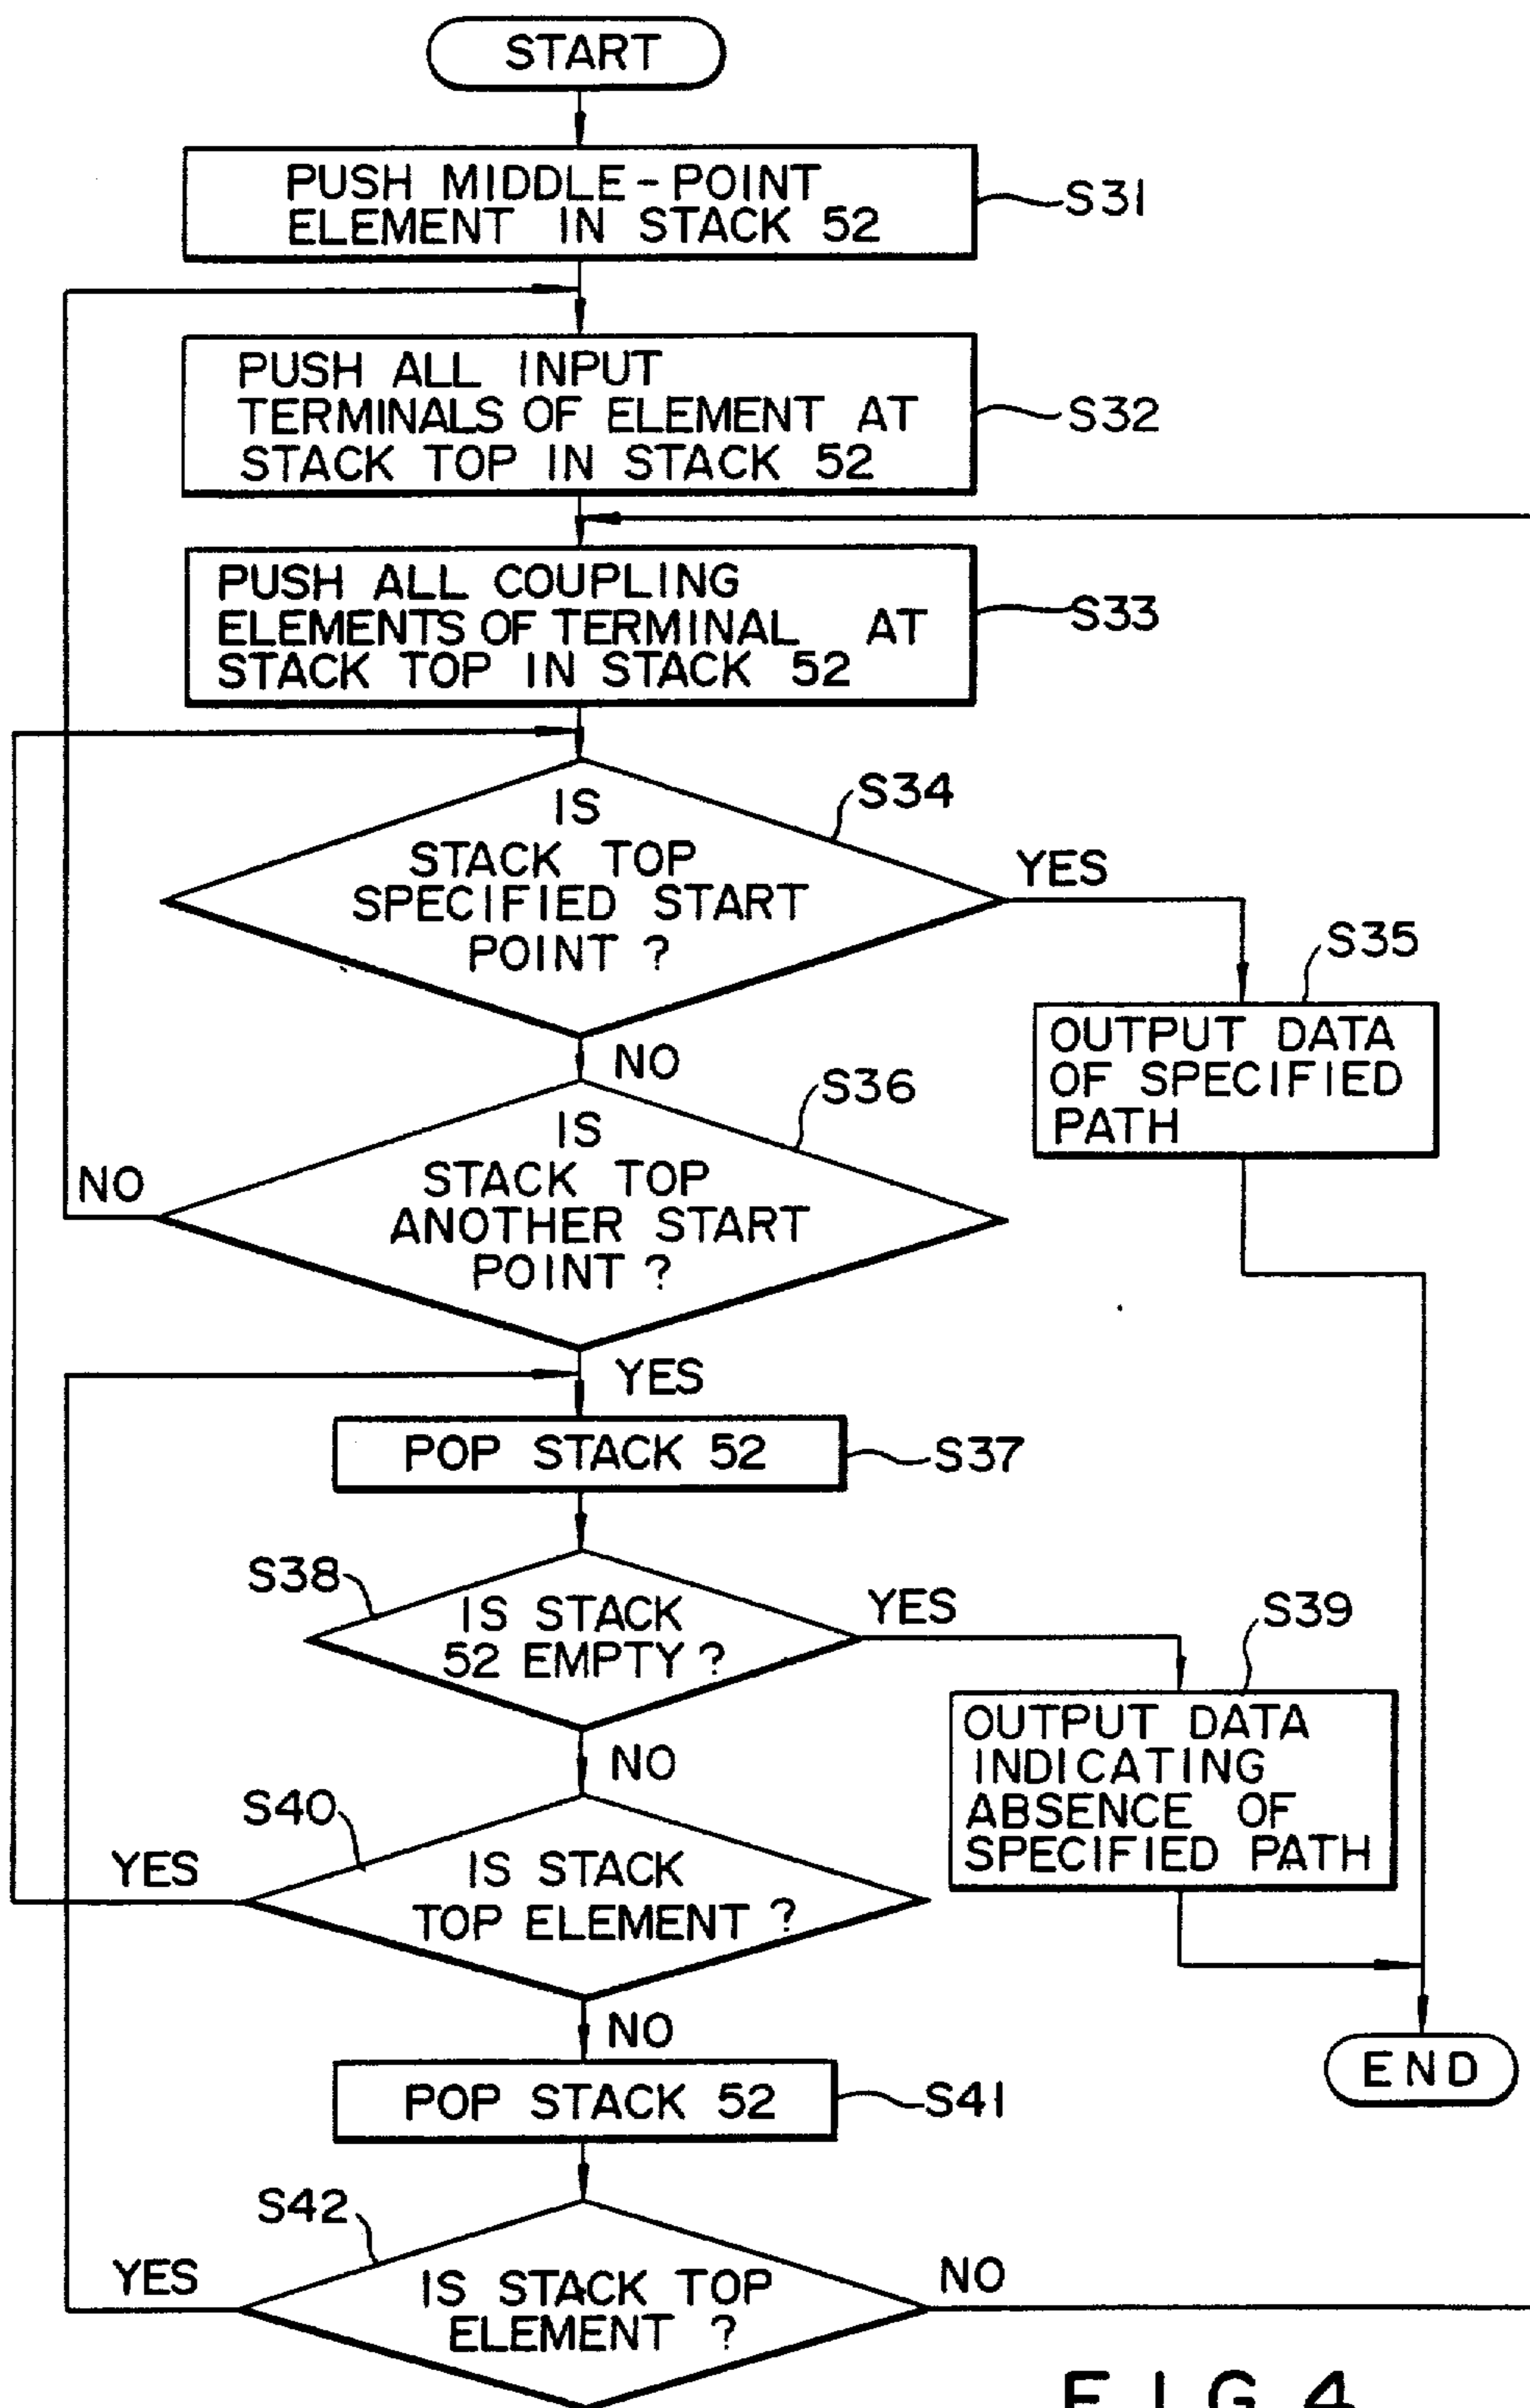 START
PUSH MIDDLE-POINT
ELEMENT IN STACK 52
S31
PUSH ALL INPUT
TERMINALS OF ELEMENT AT
STACK TOP IN STACK 52
S32
PUSH ALL COUPLING
ELEMENTS OF TERMINAL AT
STACK TOP IN STACK 52
S33
IS
STACK TOP
SPECIFIED START
POINT ?
S34
YES
S35
OUTPUT DATA
OF SPECIFIED
PATH
NO
S36
IS
STACK TOP
ANOTHER START
POINT ?
NO
YES
POP STACK 52
S37
S38
IS STACK
52 EMPTY ?
YES
S39
OUTPUT DATA
INDICATING
ABSENCE OF
SPECIFIED PATH
NO
S40
IS STACK
TOP ELEMENT ?
YES
NO
END
POP STACK 52
S41
S42
IS STACK TOP
ELEMENT ?
YES
NO
FIG. 4